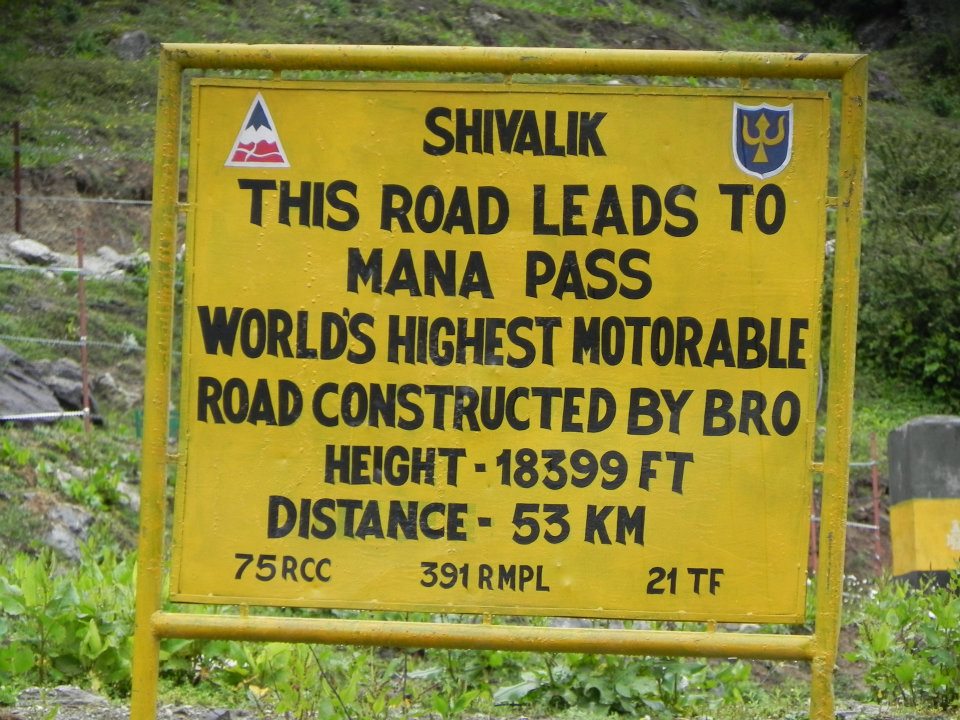 SHIVALIK
THIS ROAD LEADS TO
MANA PASS
WORLD'S HIGHEST MOTORABLE
ROAD CONSTRUCTED BY BRO
HEIGHT - 18399 FT
DISTANCE - 53 KM
75 RCC 391 RMPL 21 TF